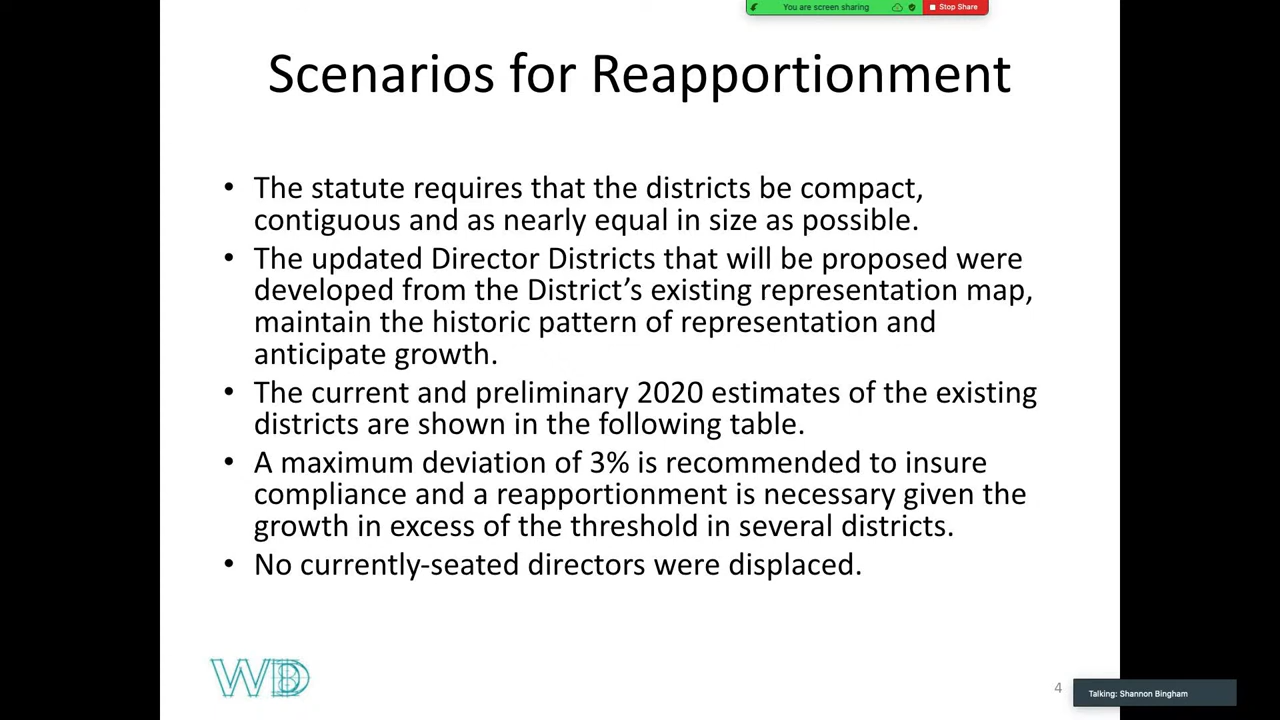 You are screen sharing
Stop Share
Scenarios for Reapportionment
• The statute requires that the districts be compact,
contiguous and as nearly equal in size as possible.
• The updated Director Districts that will be proposed were
developed from the District’s existing representation map,
maintain the historic pattern of representation and
anticipate growth.
• The current and preliminary 2020 estimates of the existing
districts are shown in the following table.
• A maximum deviation of 3% is recommended to insure
compliance and a reapportionment is necessary given the
growth in excess of the threshold in several districts.
• No currently-seated directors were displaced.
4
Talking: Shannon Bingham